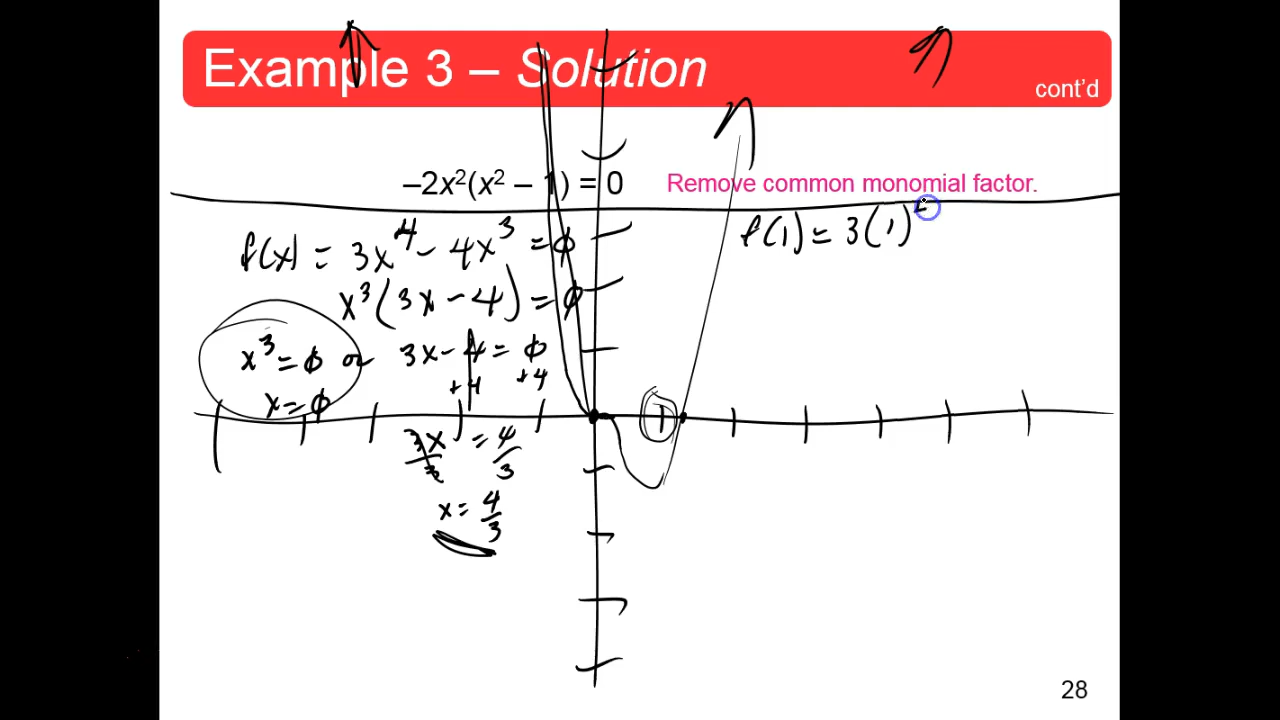 Example 3 – Solution
cont'd
–2x²(x² – 1) = 0
Remove common monomial factor.
f(x) = 3x⁴ – 4x³ = 0
f(1) = 3(1)
x³(3x – 4) = 0
x³ = 0 or 3x – 4 = 0
+4 +4
x = 0
3x/3 = 4/3
x = 4/3
28